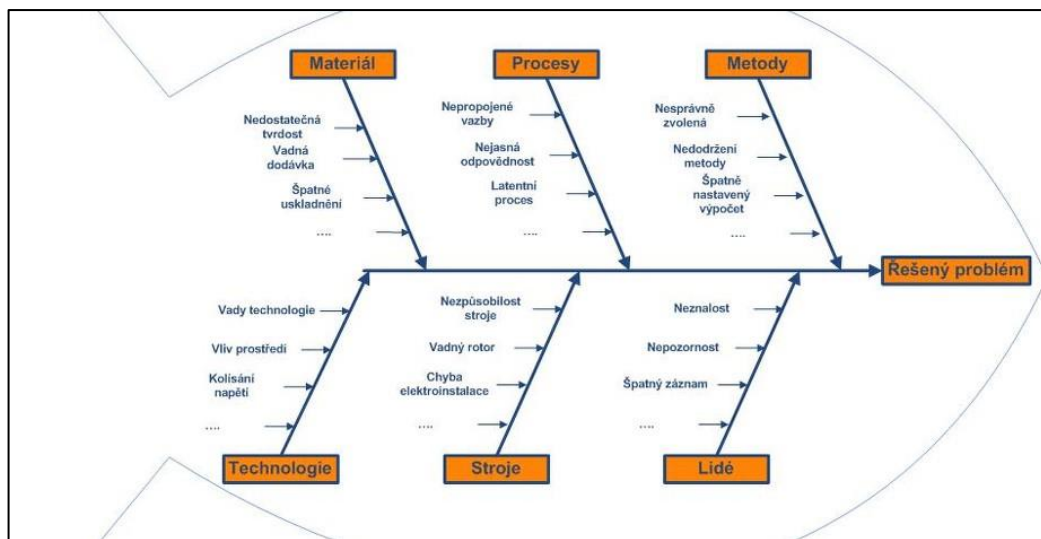 Materiál
Procesy
Metody
Nedostatečná
tvrdost
Vadná
dodávka
Špatné
uskladnění
....
Nepropojené
vazby
Nejasná
odpovědnost
Latentní
proces
....
Nesprávně
zvolená
Nedodržení
metody
Špatně
nastavený
výpočet
....
Řešený problém
Vady technologie
Vliv prostředí
Kolísání
napětí
....
Nezpůsobilost
stroje
Vadný rotor
Chyba
elektroinstalace
....
Neznalost
Nepozornost
Špatný záznam
....
Technologie
Stroje
Lidé